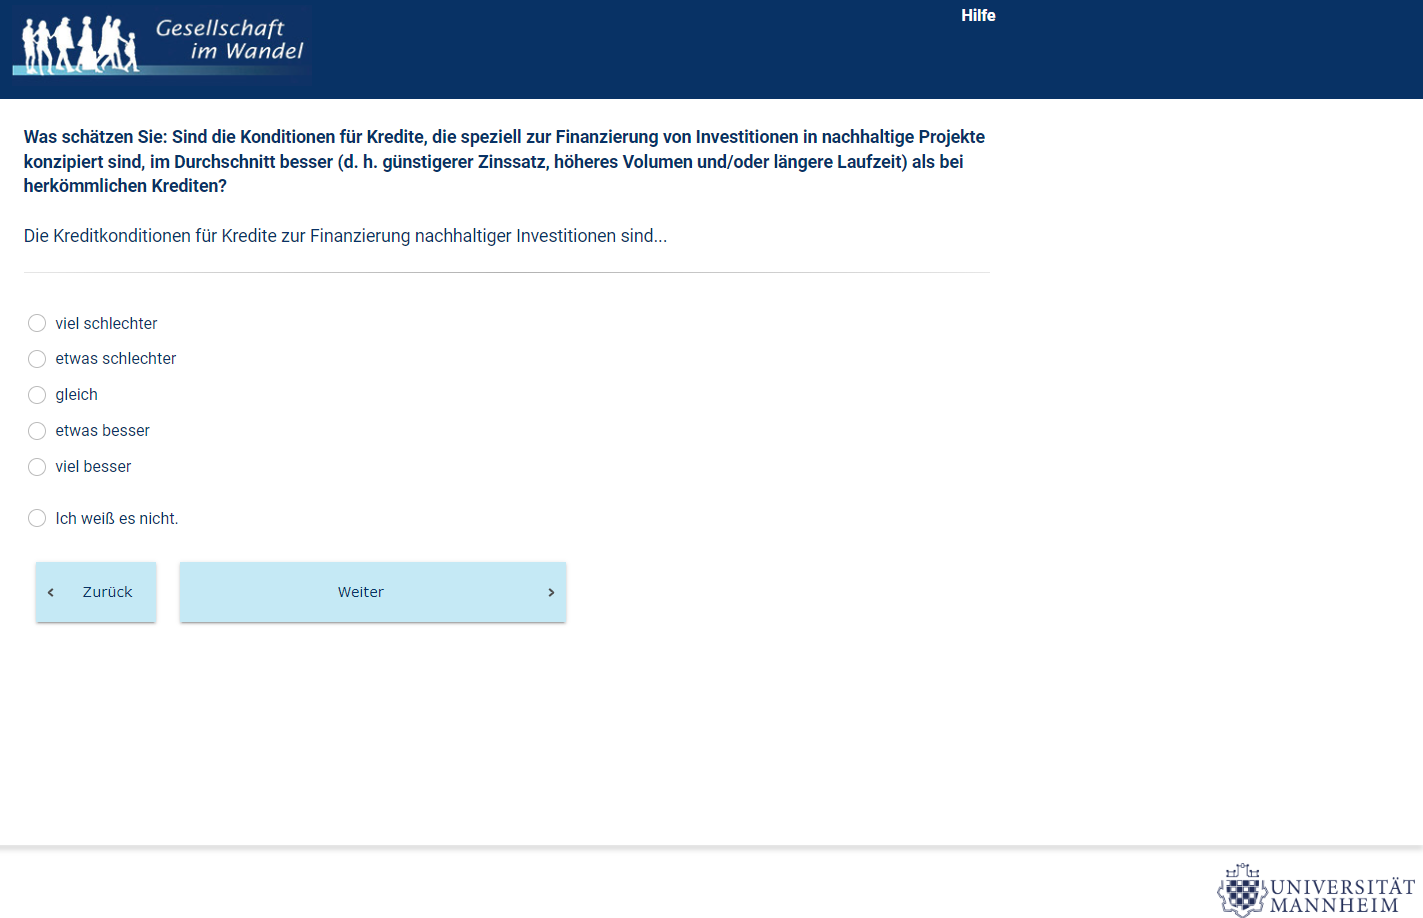 Gesellschaft
im Wandel
Hilfe
Was schätzen Sie: Sind die Konditionen für Kredite, die speziell zur Finanzierung von Investitionen in nachhaltige Projekte
konzipiert sind, im Durchschnitt besser (d. h. günstigerer Zinssatz, höheres Volumen und/oder längere Laufzeit) als bei
herkömmlichen Krediten?
Die Kreditkonditionen für Kredite zur Finanzierung nachhaltiger Investitionen sind...
viel schlechter
etwas schlechter
gleich
etwas besser
viel besser
Ich weiß es nicht.
‹ Zurück
Weiter ›
UNIVERSITÄT
MANNHEIM